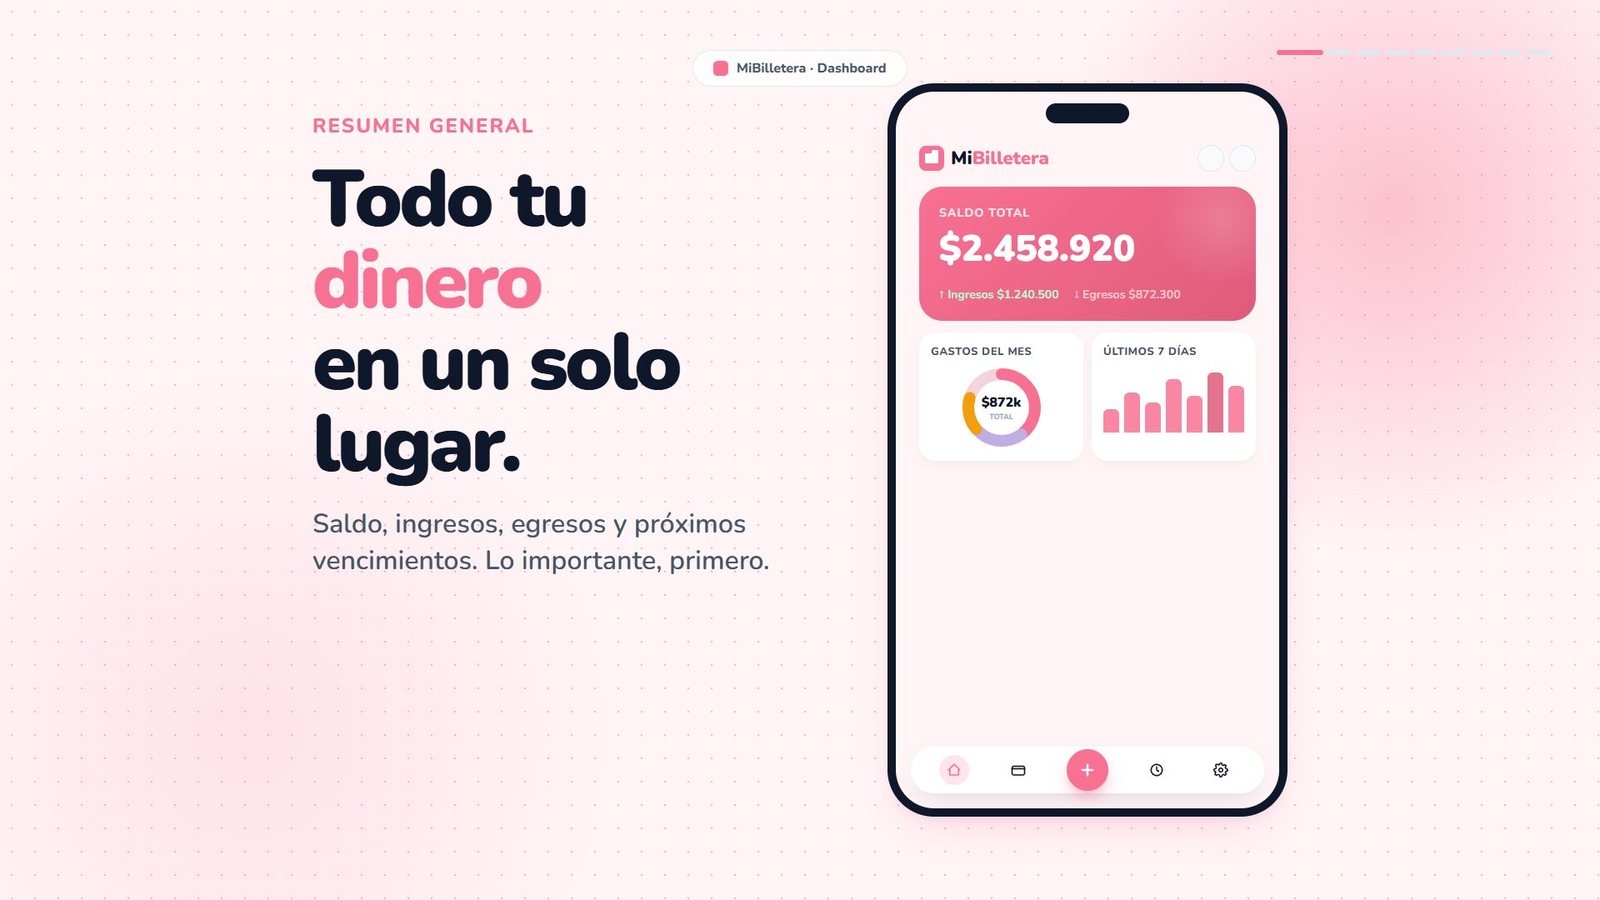 MiBilletera · Dashboard
RESUMEN GENERAL
Todo tu
dinero
en un solo
lugar.
Saldo, ingresos, egresos y próximos
vencimientos. Lo importante, primero.
MiBilletera
SALDO TOTAL
$2.458.920
↑ Ingresos $1.240.500
↓ Egresos $872.300
GASTOS DEL MES
$872k
TOTAL
ÚLTIMOS 7 DÍAS